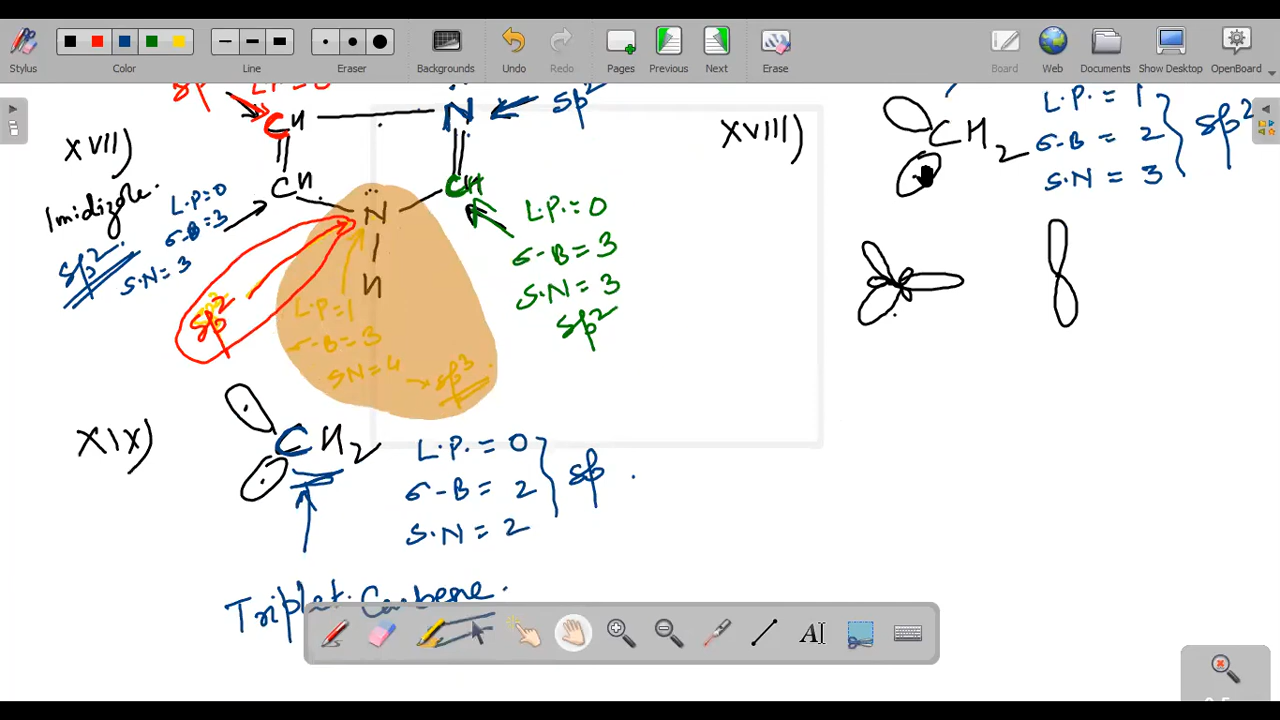 Stylus
Color
Line
Eraser
Backgrounds
Undo
Redo
Pages
Previous
Next
Erase
Board
Web
Documents
Show Desktop
OpenBoard
XVII)
Imidizole.
CH
N
sp²
CH
CH
N
H
L.P=0
σ-B=3
S.N=3
sp²
sp²
L.P=1
σ-B=3
SN=4 → sp³
L.P.=0
σ-B=3
S.N=3
sp²
XVIII)
CH2
L.P.=1
σ-B=2
S.N=3
sp²
XIX)
CH2
L.P.=0
σ-B=2
S.N=2
sp
Triplet Carbene.